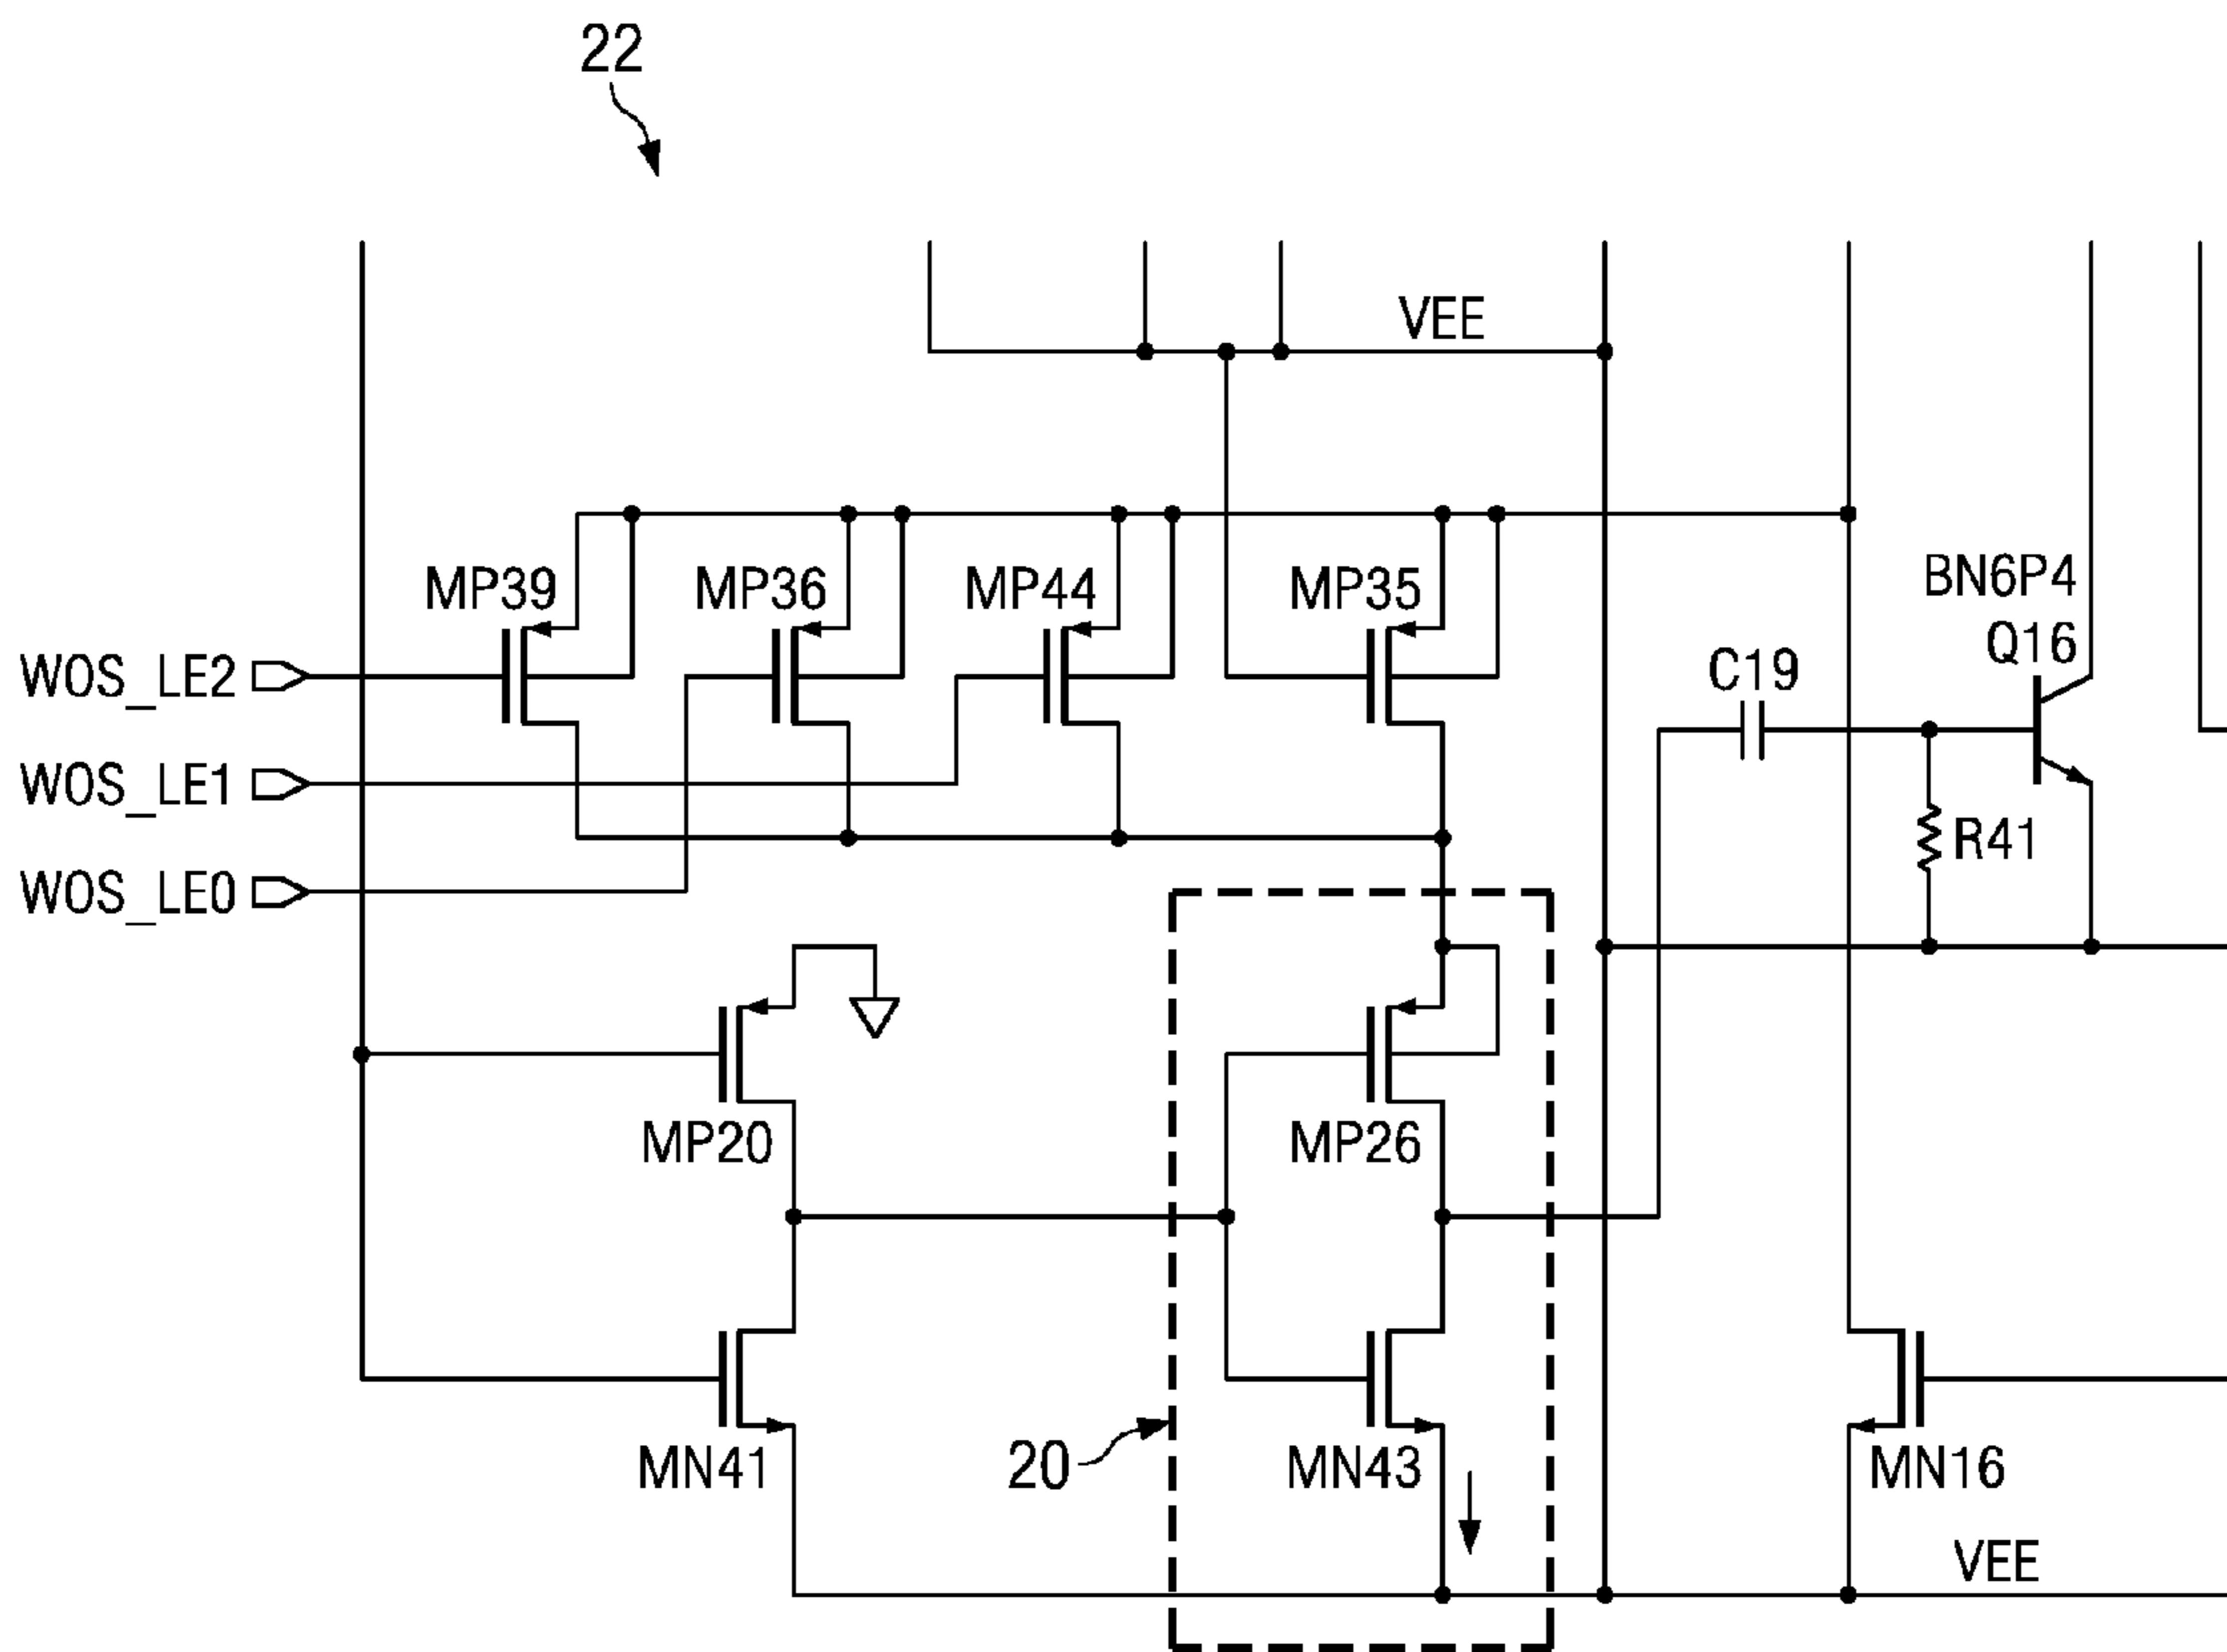 22
VEE
MP39
MP36
MP44
MP35
BN6P4
Q16
C19
WOS_LE2
WOS_LE1
WOS_LE0
R41
MP20
MP26
20
MN41
MN43
MN16
VEE